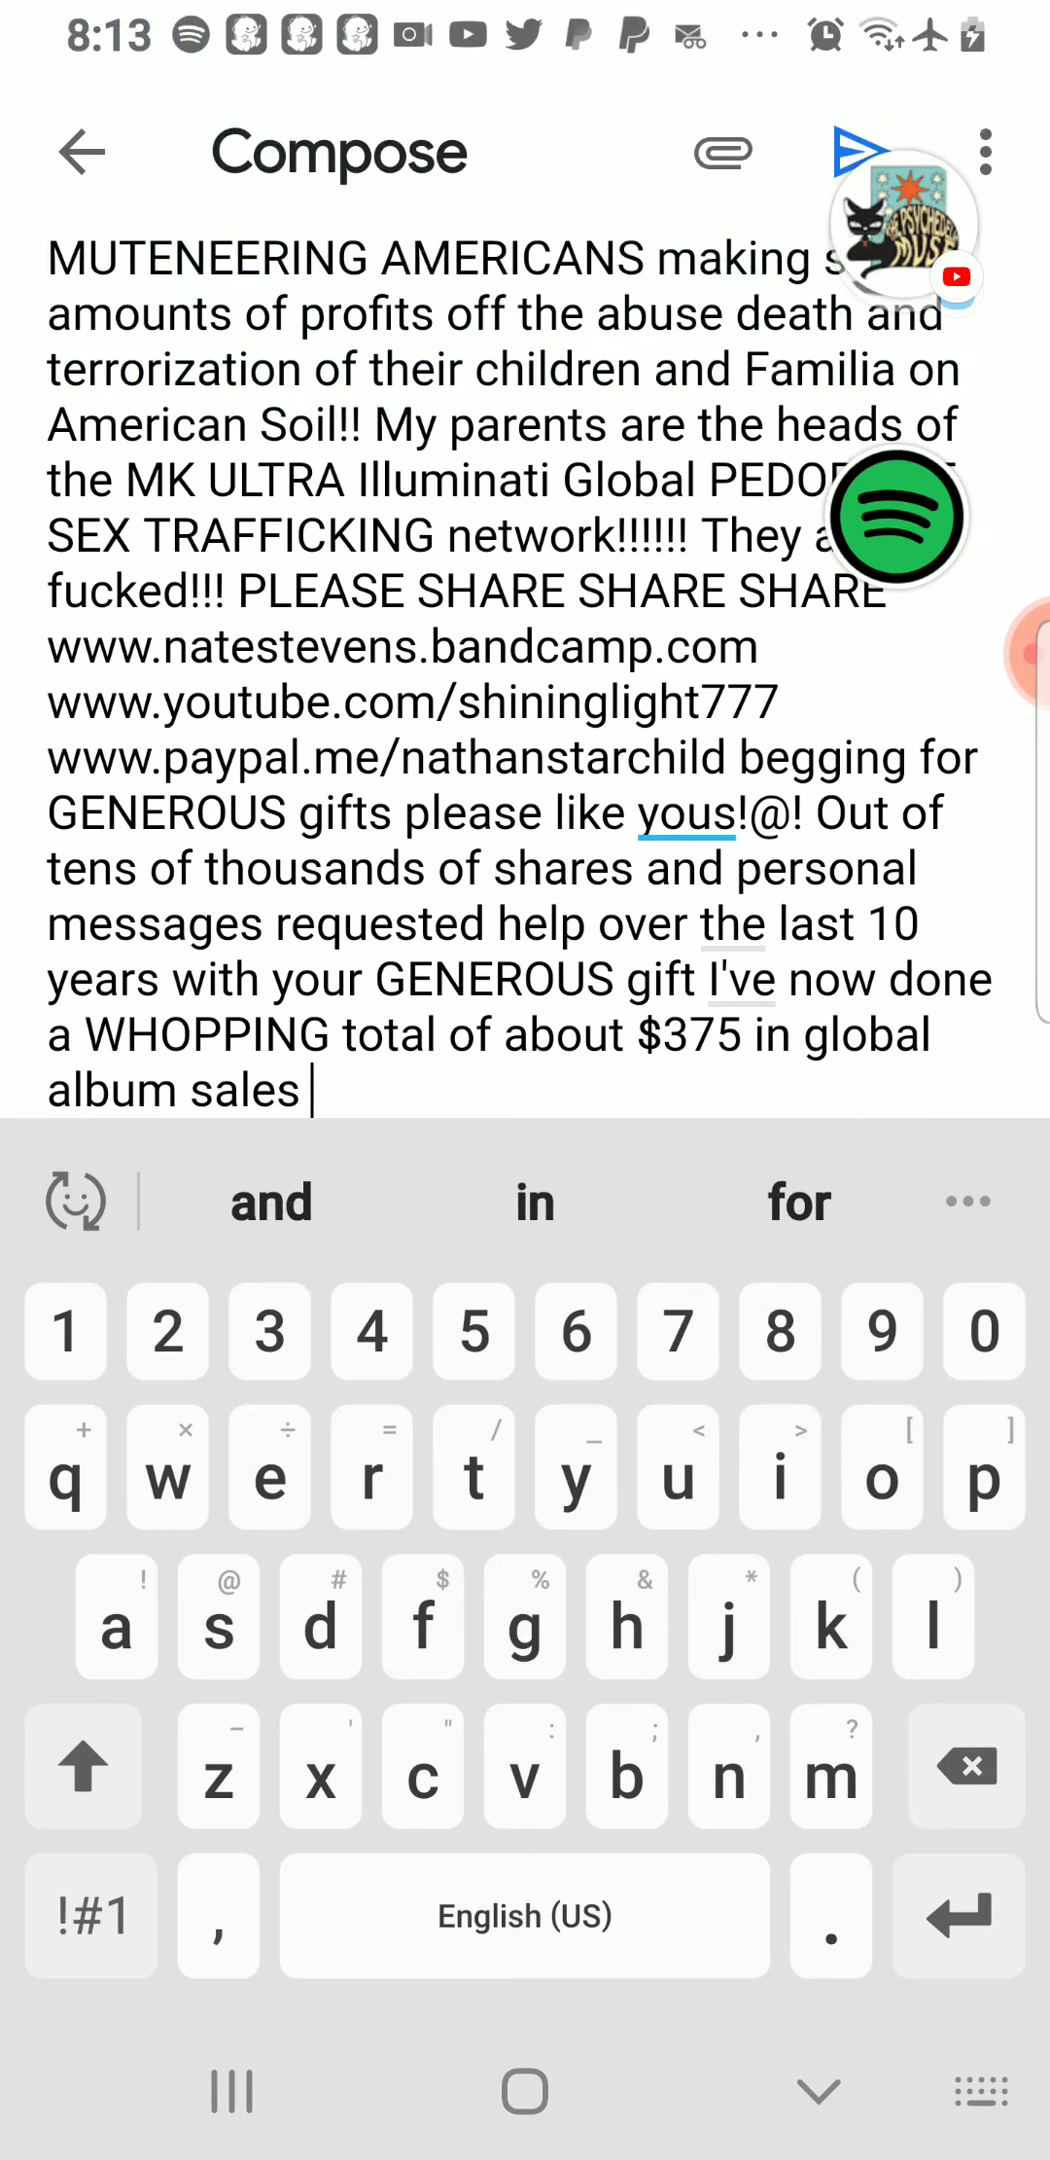 8:13
Compose
MUTENEERING AMERICANS making
amounts of profits off the abuse death and
terrorization of their children and Familia on
American Soil!! My parents are the heads of
the MK ULTRA Illuminati Global
SEX TRAFFICKING network!!!!!! They
fucked!!! PLEASE SHARE SHARE SHARE
www.natestevens.bandcamp.com
www.youtube.com/shininglight777
www.paypal.me/nathanstarchild begging for
GENEROUS gifts please like yous!@! Out of
tens of thousands of shares and personal
messages requested help over the last 10
years with your GENEROUS gift I've now done
a WHOPPING total of about $375 in global
album sales
and in for
1 2 3 4 5 6 7 8 9 0
+ × ÷ = / _ < > [ ]
q w e r t y u i o p
! @ # $ % & * ( )
a s d f g h j k l
- ' " : ; , ?
z x c v b n m
!#1 , English (US) .